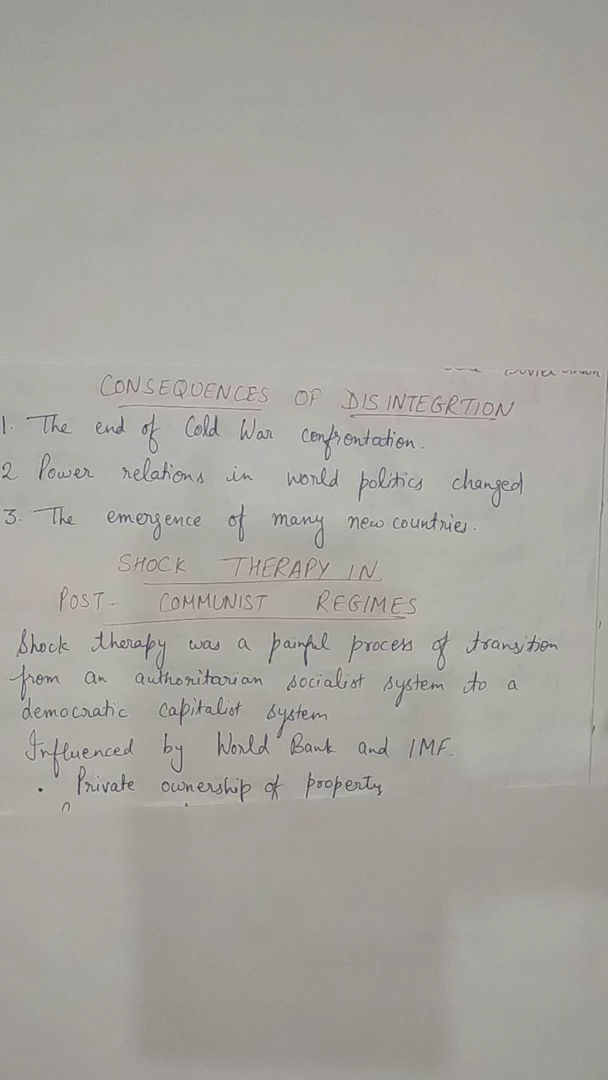 CONSEQUENCES OF DISINTEGRTION
1. The end of Cold War confrontation.
2 Power relations in world politics changed
3. The emergence of many new countries.
SHOCK THERAPY IN
POST- COMMUNIST REGIMES
Shock therapy was a painful process of transition
from an authoritarian socialist system to a
democratic capitalist system
Influenced by World Bank and IMF.
• Private ownership of property